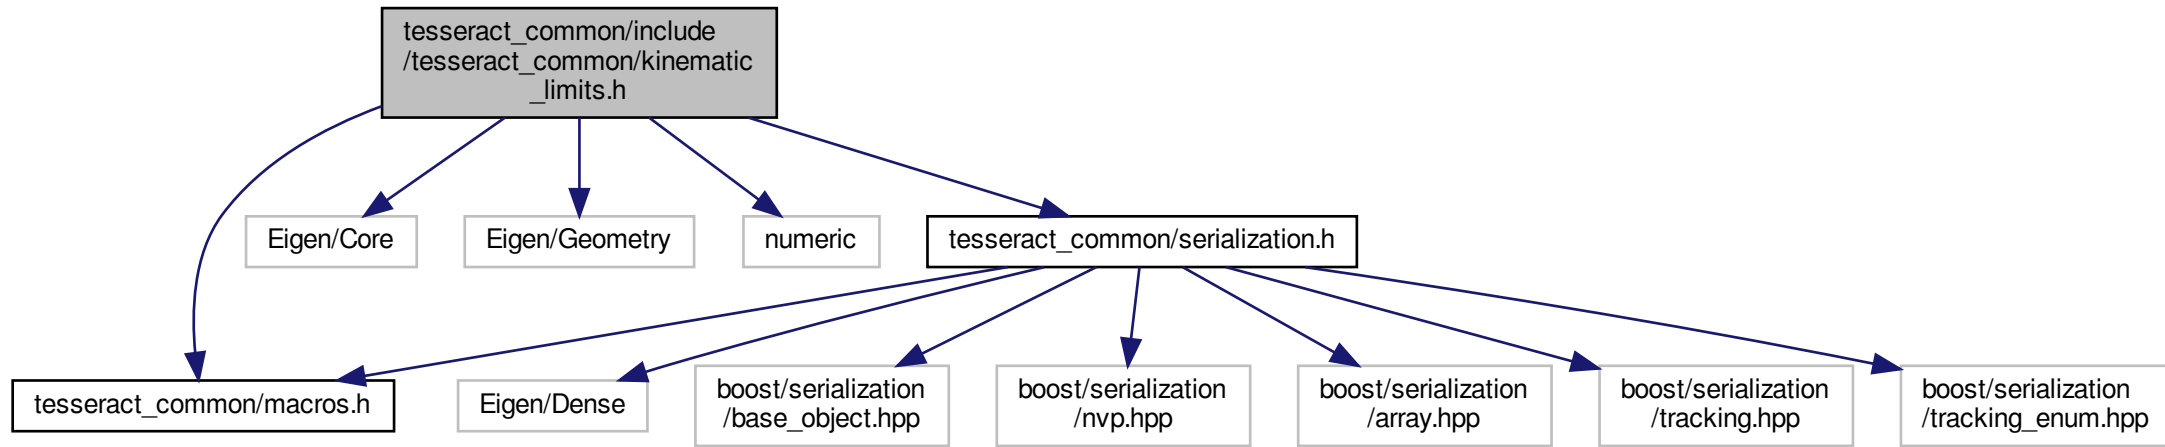 tesseract_common/include
/tesseract_common/kinematic
_limits.h
Eigen/Core
Eigen/Geometry
numeric
tesseract_common/serialization.h
tesseract_common/macros.h
Eigen/Dense
boost/serialization
/base_object.hpp
boost/serialization
/nvp.hpp
boost/serialization
/array.hpp
boost/serialization
/tracking.hpp
boost/serialization
/tracking_enum.hpp